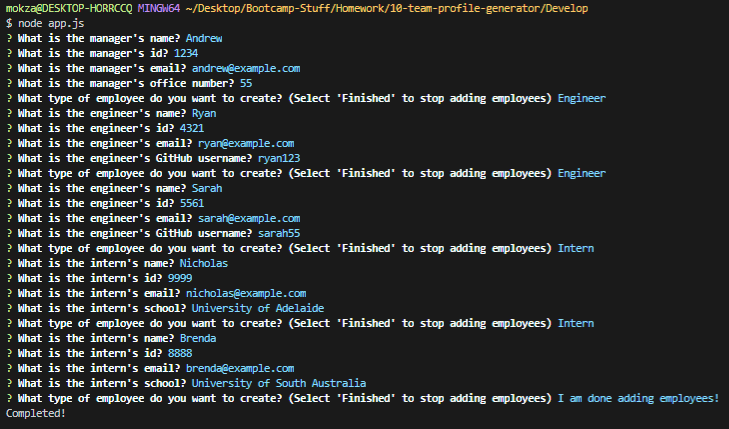 mokza@DESKTOP-HORRCCQ MINGW64 ~/Desktop/Bootcamp-Stuff/Homework/10-team-profile-generator/Develop
$ node app.js
? What is the manager's name? Andrew
? What is the manager's id? 1234
? What is the manager's email? andrew@example.com
? What is the manager's office number? 55
? What type of employee do you want to create? (Select 'Finished' to stop adding employees) Engineer
? What is the engineer's name? Ryan
? What is the engineer's id? 4321
? What is the engineer's email? ryan@example.com
? What is the engineer's GitHub username? ryan123
? What type of employee do you want to create? (Select 'Finished' to stop adding employees) Engineer
? What is the engineer's name? Sarah
? What is the engineer's id? 5561
? What is the engineer's email? sarah@example.com
? What is the engineer's GitHub username? sarah55
? What type of employee do you want to create? (Select 'Finished' to stop adding employees) Intern
? What is the intern's name? Nicholas
? What is the intern's id? 9999
? What is the intern's email? nicholas@example.com
? What is the intern's school? University of Adelaide
? What type of employee do you want to create? (Select 'Finished' to stop adding employees) Intern
? What is the intern's name? Brenda
? What is the intern's id? 8888
? What is the intern's email? brenda@example.com
? What is the intern's school? University of South Australia
? What type of employee do you want to create? (Select 'Finished' to stop adding employees) I am done adding employees!
Completed!